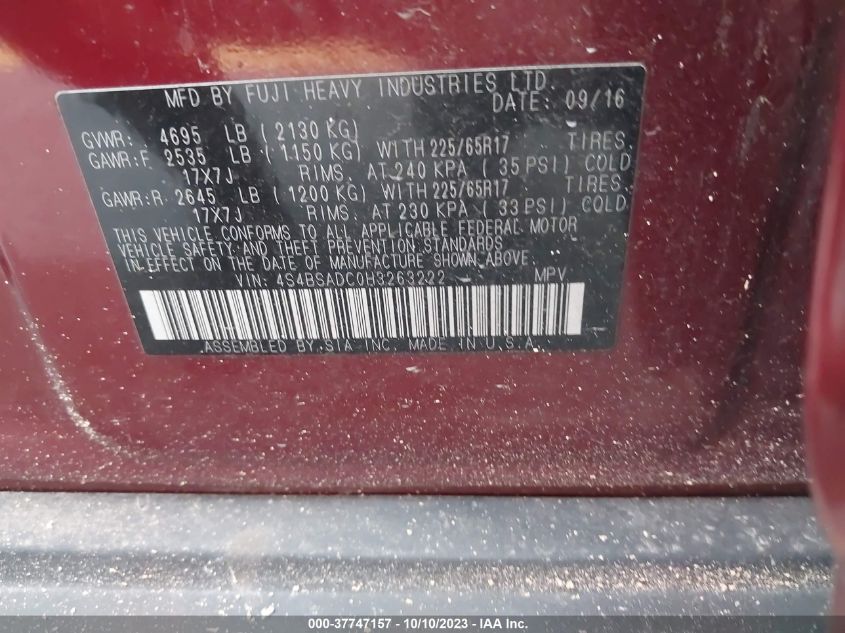 MFD BY FUJI HEAVY INDUSTRIES LTD.
DATE: 09/16
GVWR: 4695 LB ( 2130 KG)
GAWR:F 2535 LB ( 1150 KG) WITH 225/65R17 TIRES
17X7J RIMS, AT 240 KPA ( 35 PSI) COLD
GAWR:R 2645 LB ( 1200 KG) WITH 225/65R17 TIRES
17X7J RIMS, AT 230 KPA ( 33 PSI) COLD
THIS VEHICLE CONFORMS TO ALL APPLICABLE FEDERAL MOTOR
VEHICLE SAFETY AND THEFT PREVENTION STANDARDS
IN EFFECT ON THE DATE OF MANUFACTURE SHOWN ABOVE.
VIN: 4S4BSADC0H3263222 MPV
ASSEMBLED BY SIA-INC. MADE IN U.S.A.
000-37747157 - 10/10/2023 - IAA Inc.